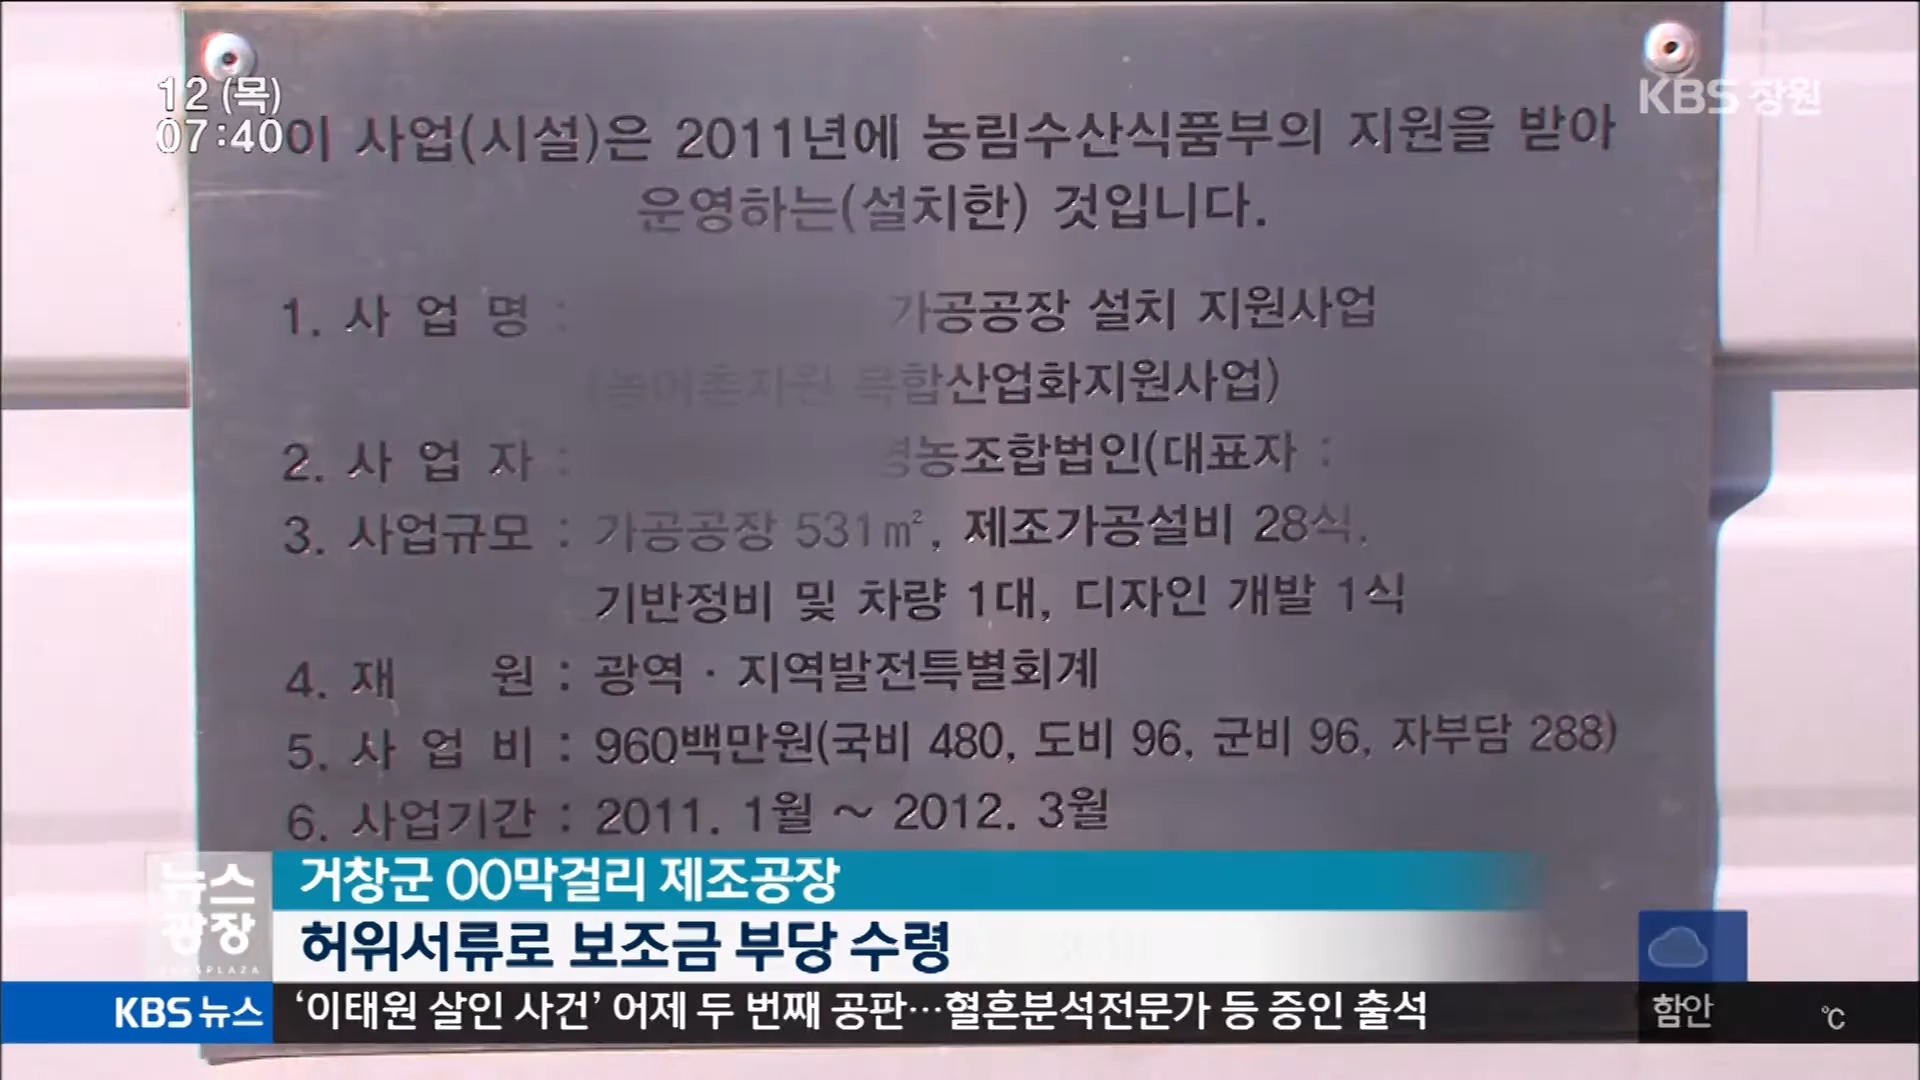 12 (목)
07:40
KBS 창원
이 사업(시설)은 2011년에 농림수산식품부의 지원을 받아
운영하는(설치한) 것입니다.
1. 사 업 명 : 가공공장 설치 지원사업
(농어촌자원 복합산업화지원사업)
2. 사 업 자 : 영농조합법인(대표자 :
3. 사업규모 : 가공공장 531㎡, 제조가공설비 28식,
기반정비 및 차량 1대, 디자인 개발 1식
4. 재 원 : 광역·지역발전특별회계
5. 사 업 비 : 960백만원(국비 480, 도비 96, 군비 96, 자부담 288)
6. 사업기간 : 2011. 1월 ~ 2012. 3월
뉴스
광장
거창군 OO막걸리 제조공장
허위서류로 보조금 부당 수령
KBS 뉴스
‘이태원 살인 사건’ 어제 두 번째 공판…혈흔분석전문가 등 증인 출석
함안
℃